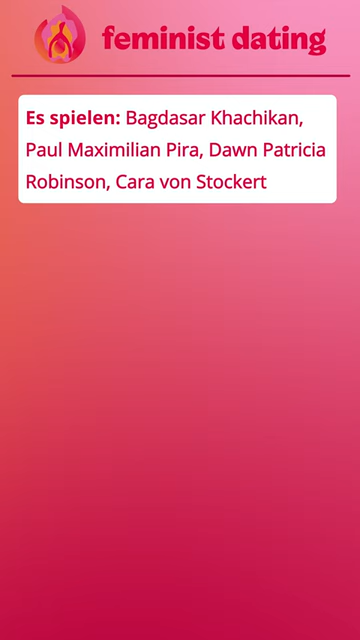 feminist dating
Es spielen: Bagdasar Khachikan,
Paul Maximilian Pira, Dawn Patricia
Robinson, Cara von Stockert